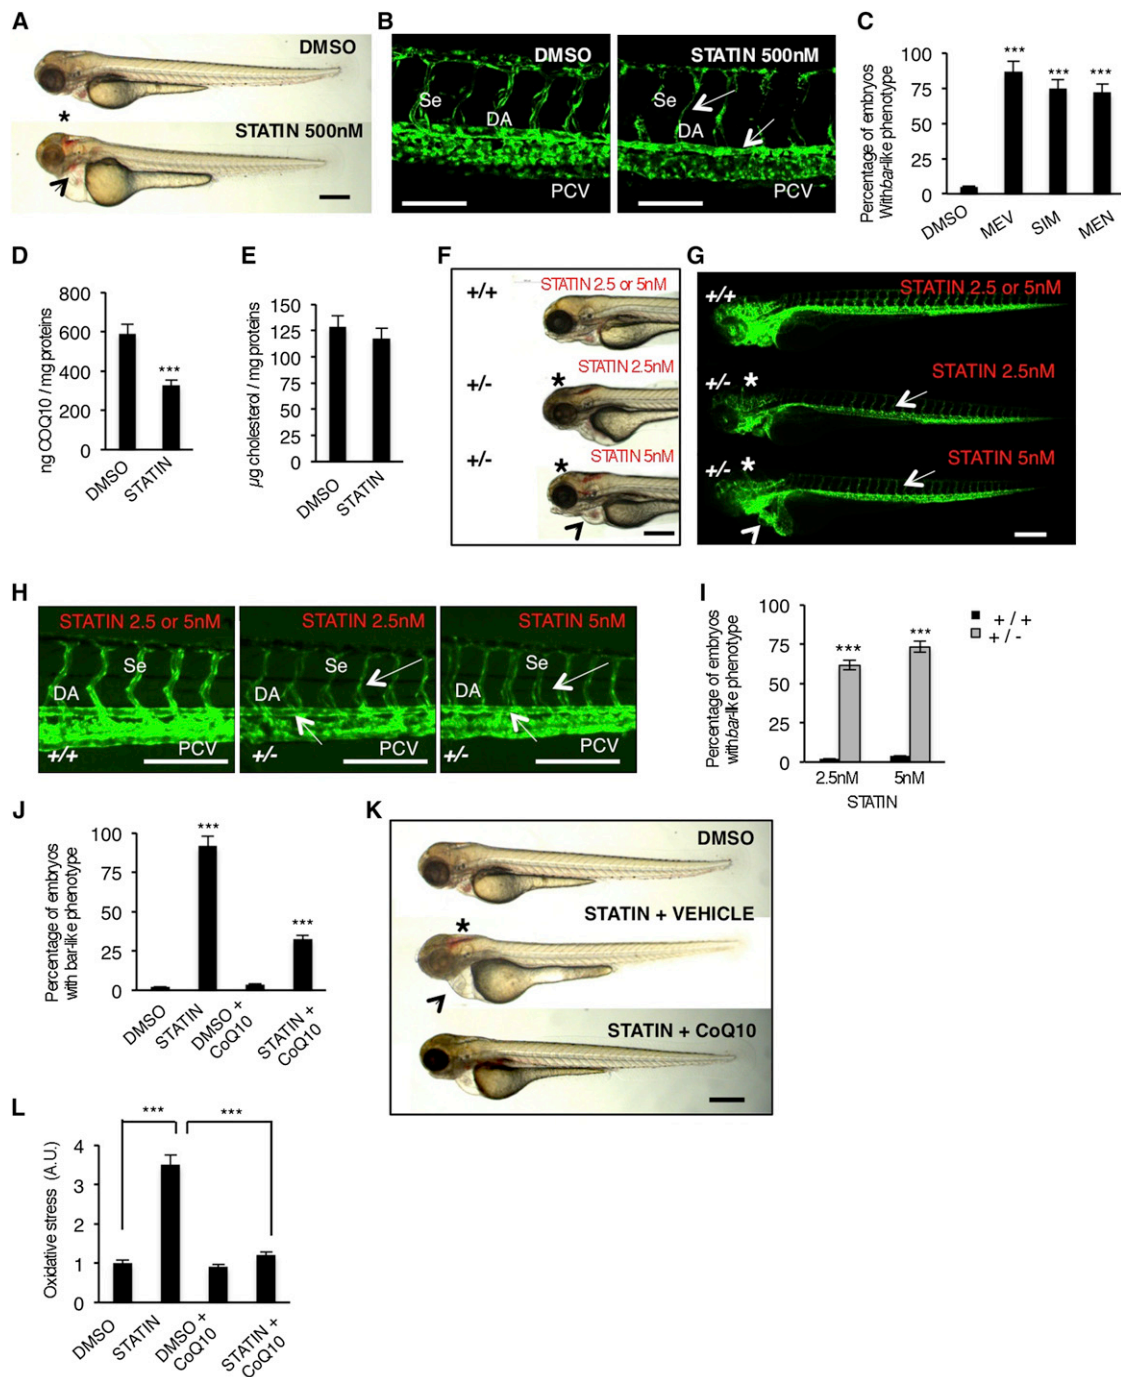 A
DMSO
*
STATIN 500nM
B
DMSO
Se
DA
PCV
STATIN 500nM
Se
DA
PCV
C
Percentage of embryos
With bar-like phenotype
100
75
50
25
0
***
***
***
DMSO
MEV
SIM
MEN
D
ng COQ10 / mg proteins
800
600
400
200
0
***
DMSO
STATIN
E
µg cholesterol / mg proteins
150
125
100
75
50
25
0
DMSO
STATIN
F
+/+
STATIN 2.5 or 5nM
+/-
STATIN 2.5nM
*
+/-
STATIN 5nM
*
G
+/+
STATIN 2.5 or 5nM
+/-
*
STATIN 2.5nM
+/-
*
STATIN 5nM
H
STATIN 2.5 or 5nM
Se
DA
PCV
+/+
STATIN 2.5nM
Se
DA
PCV
+/-
STATIN 5nM
Se
DA
PCV
+/-
I
Percentage of embryos
with bar-like phenotype
100
75
50
25
0
***
***
2.5nM
5nM
STATIN
+ / +
+ / -
J
Percentage of embryos
with bar-like phenotype
100
75
50
25
0
***
***
DMSO
STATIN
DMSO +
CoQ10
STATIN +
CoQ10
K
DMSO
STATIN + VEHICLE
*
STATIN + CoQ10
L
Oxidative stress (A.U.)
4
3
2
1
0
***
***
DMSO
STATIN
DMSO +
CoQ10
STATIN +
CoQ10